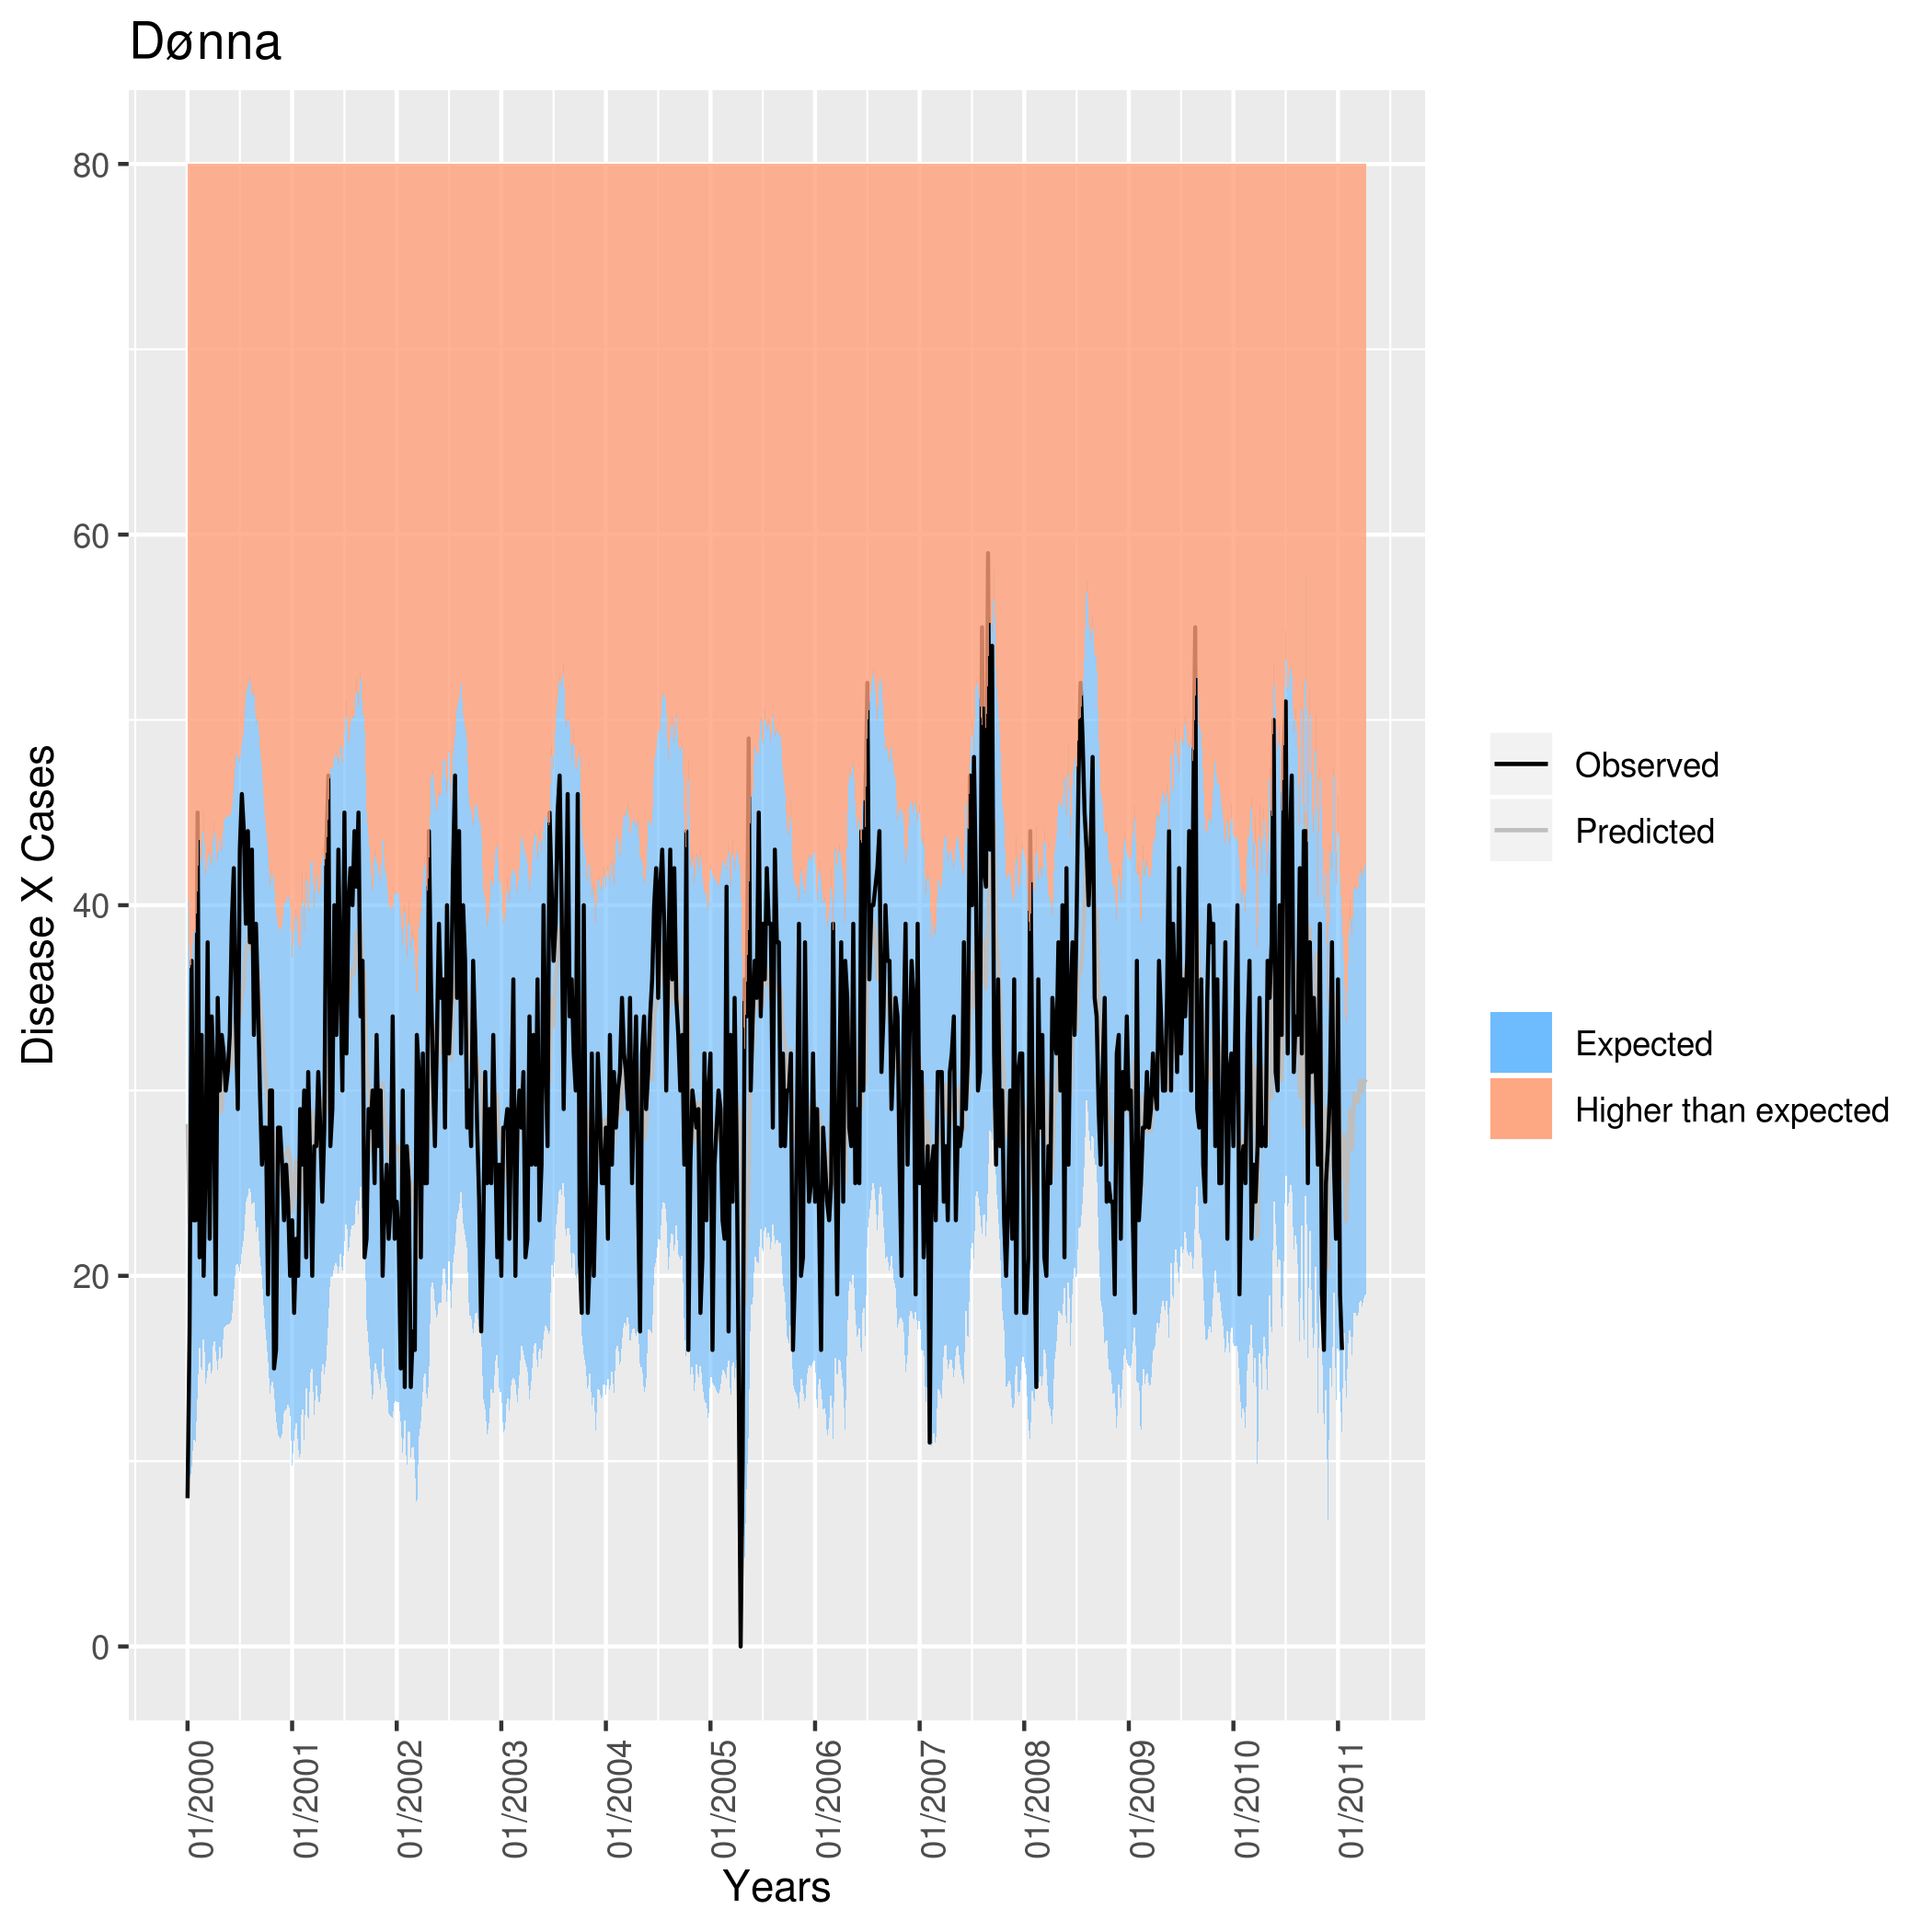 Dønna
Disease X Cases
80
60
40
20
0
01/2000
01/2001
01/2002
01/2003
01/2004
01/2005
01/2006
01/2007
01/2008
01/2009
01/2010
01/2011
Years
Observed
Predicted
Expected
Higher than expected